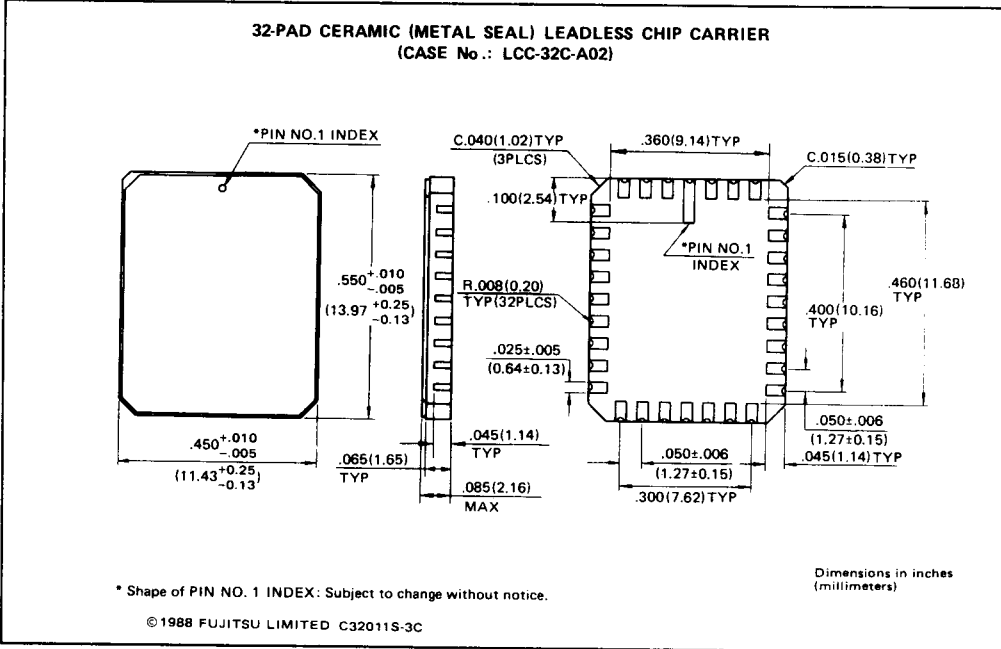 32-PAD CERAMIC (METAL SEAL) LEADLESS CHIP CARRIER
(CASE No.: LCC-32C-A02)
*PIN NO.1 INDEX
C.040(1.02)TYP
(3PLCS)
.360(9.14)TYP
C.015(0.38)TYP
.100(2.54)TYP
*PIN NO.1
INDEX
.550 +.010
-.005
(13.97 +0.25
-0.13)
R.008(0.20)
TYP(32PLCS)
.460(11.68)
TYP
.400(10.16)
TYP
.025±.005
(0.64±0.13)
.450 +.010
-.005
(11.43 +0.25
-0.13)
.045(1.14)
TYP
.065(1.65)
TYP
.085(2.16)
MAX
.050±.006
(1.27±0.15)
.300(7.62)TYP
.050±.006
(1.27±0.15)
.045(1.14)TYP
Dimensions in inches
(millimeters)
* Shape of PIN NO. 1 INDEX: Subject to change without notice.
©1988 FUJITSU LIMITED C32011S-3C